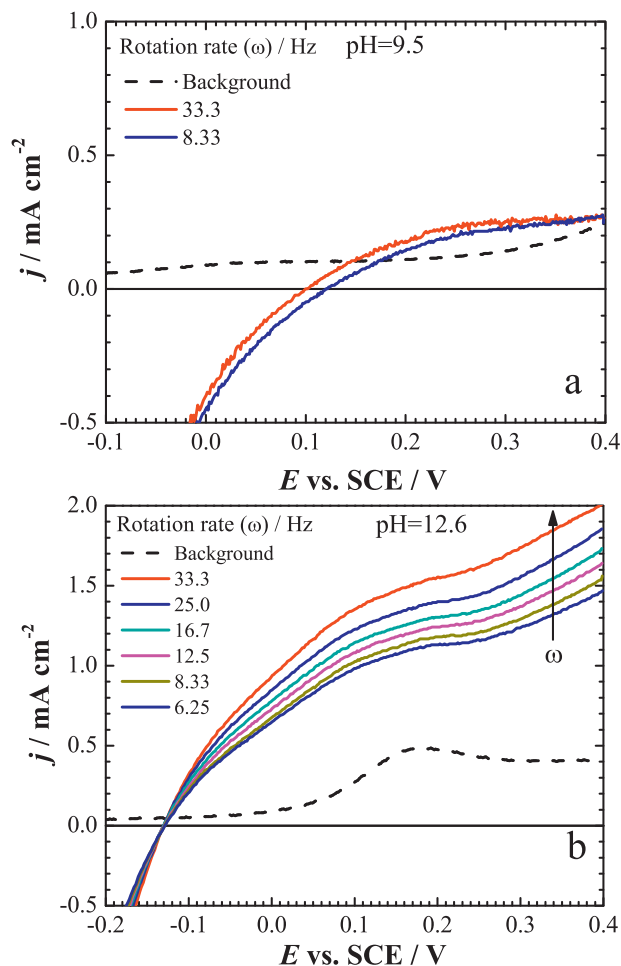 Rotation rate (ω) / Hz pH=9.5
Background
33.3
8.33
1.0
0.5
0.0
-0.5
j / mA cm⁻²
a
-0.1 0.0 0.1 0.2 0.3 0.4
E vs. SCE / V
Rotation rate (ω) / Hz pH=12.6
Background
33.3
25.0
16.7
12.5
8.33
6.25
ω
2.0
1.5
1.0
0.5
0.0
-0.5
j / mA cm⁻²
b
-0.2 -0.1 0.0 0.1 0.2 0.3 0.4
E vs. SCE / V